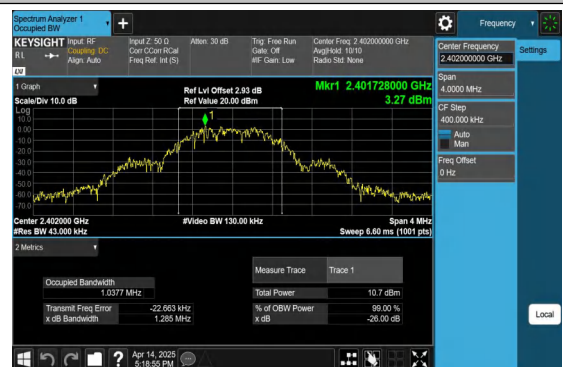 Spectrum Analyzer 1
Occupied BW
Frequency
KEYSIGHT Input: RF
RL
Coupling: DC
Align: Auto
LXI
Input Z: 50 Ω
Corr CCorr RCal
Freq Ref: Int (S)
Atten: 30 dB
Trig: Free Run
Gate: Off
#IF Gain: Low
Center Freq: 2.402000000 GHz
Avg|Hold: 10/10
Radio Std: None
1 Graph
Scale/Div 10.0 dB
Ref Lvl Offset 2.93 dB
Ref Value 20.00 dBm
Mkr1 2.401728000 GHz
3.27 dBm
Log
10.0
0.00
-10.0
-20.0
-30.0
-40.0
-50.0
-60.0
-70.0
1
Center 2.402000 GHz
#Res BW 43.000 kHz
#Video BW 130.00 kHz
Span 4 MHz
Sweep 6.60 ms (1001 pts)
2 Metrics
Measure Trace Trace 1
Occupied Bandwidth
1.0377 MHz
Total Power 10.7 dBm
Transmit Freq Error -22.663 kHz
% of OBW Power 99.00 %
x dB Bandwidth 1.285 MHz
x dB -26.00 dB
Apr 14, 2025
5:18:55 PM
Center Frequency
2.402000000 GHz
Settings
Span
4.0000 MHz
CF Step
400.000 kHz
Auto
Man
Freq Offset
0 Hz
Local